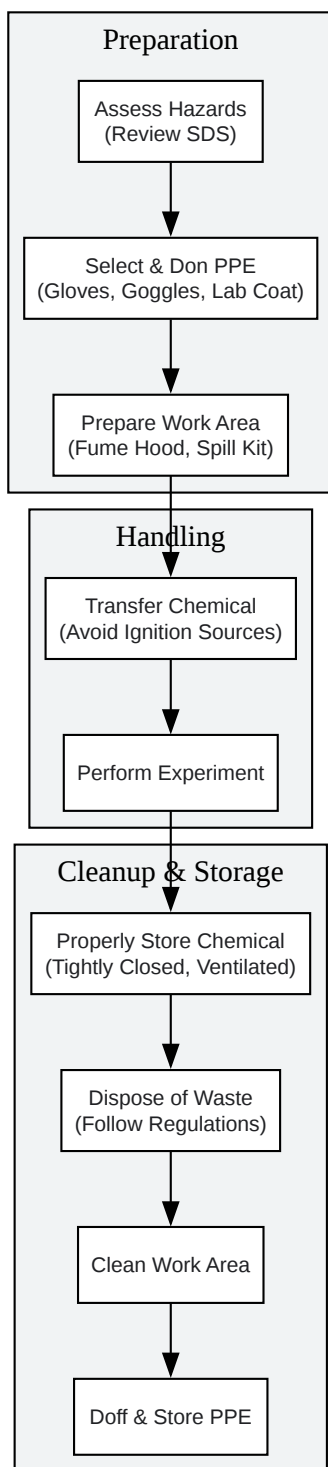 Preparation
Assess Hazards
(Review SDS)
Select & Don PPE
(Gloves, Goggles, Lab Coat)
Prepare Work Area
(Fume Hood, Spill Kit)
Handling
Transfer Chemical
(Avoid Ignition Sources)
Perform Experiment
Cleanup & Storage
Properly Store Chemical
(Tightly Closed, Ventilated)
Dispose of Waste
(Follow Regulations)
Clean Work Area
Doff & Store PPE